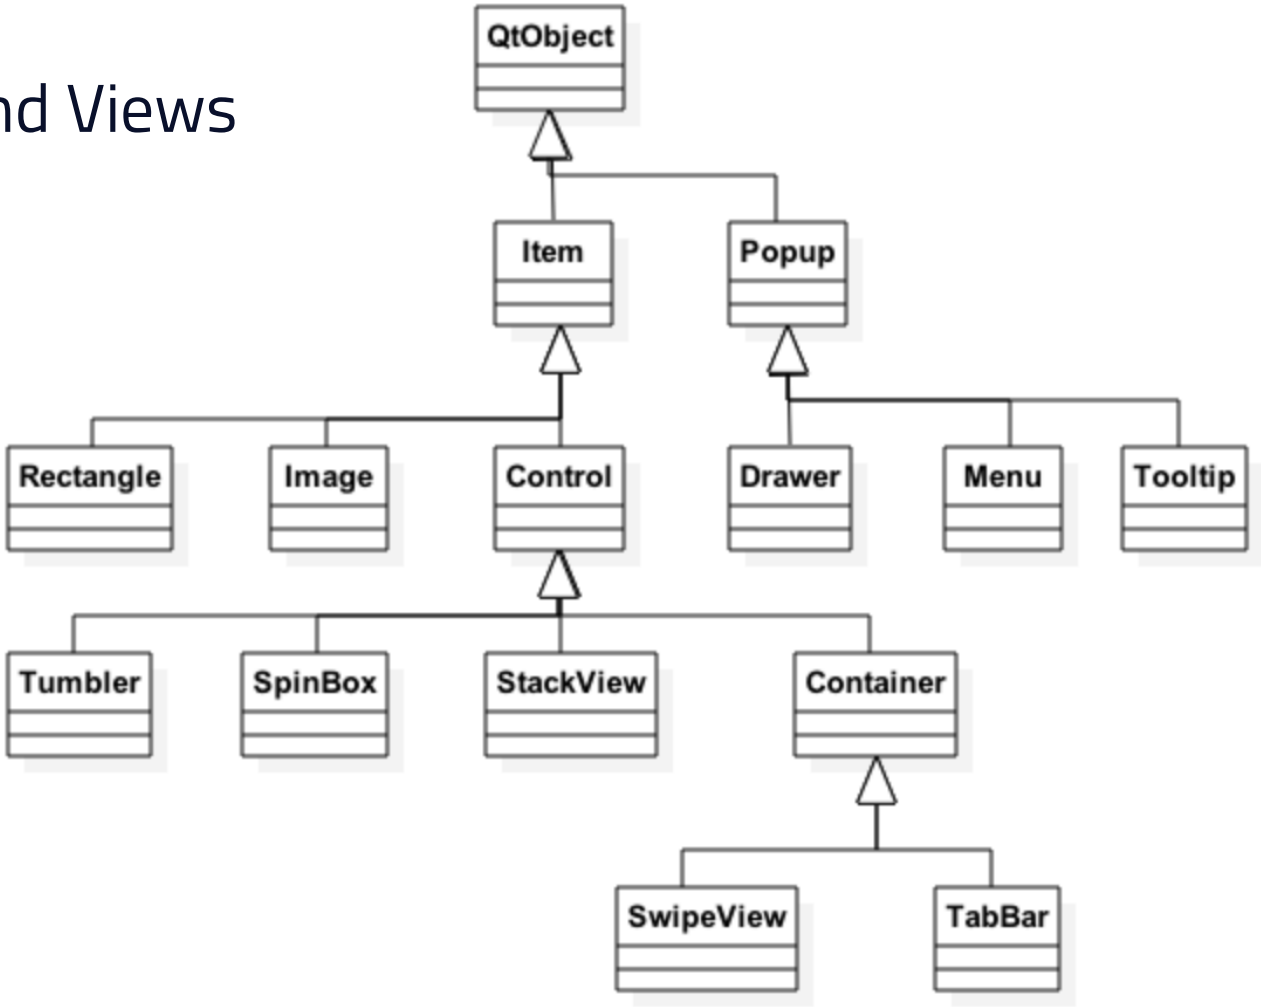 QtObject
nd Views
Item
Popup
Rectangle
Image
Control
Drawer
Menu
Tooltip
Tumbler
SpinBox
StackView
Container
SwipeView
TabBar